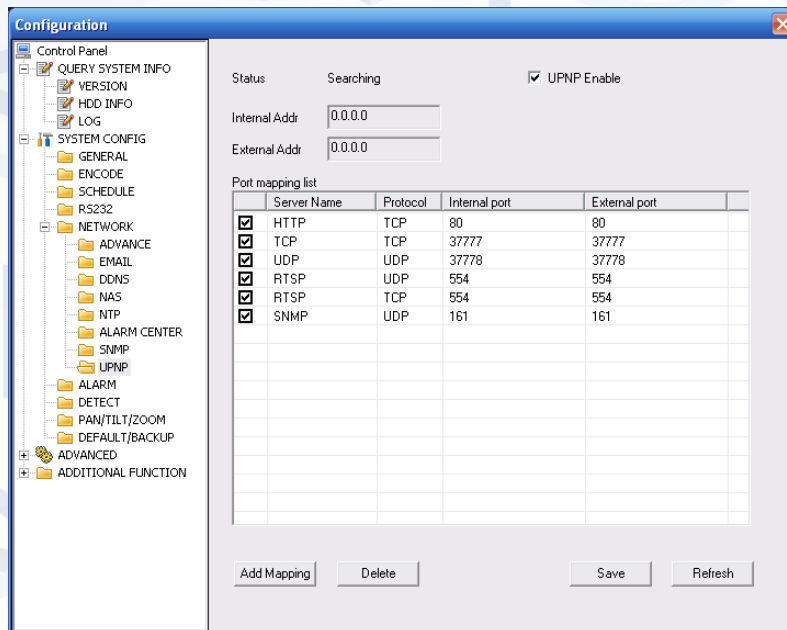 Configuration
Control Panel
QUERY SYSTEM INFO
VERSION
HDD INFO
LOG
SYSTEM CONFIG
GENERAL
ENCODE
SCHEDULE
RS232
NETWORK
ADVANCE
EMAIL
DDNS
NAS
NTP
ALARM CENTER
SNMP
UPNP
ALARM
DETECT
PAN/TILT/ZOOM
DEFAULT/BACKUP
ADVANCED
ADDITIONAL FUNCTION
Status Searching UPNP Enable
Internal Addr 0.0.0.0
External Addr 0.0.0.0
Port mapping list
Server Name Protocol Internal port External port
HTTP TCP 80 80
TCP TCP 37777 37777
UDP UDP 37778 37778
RTSP UDP 554 554
RTSP TCP 554 554
SNMP UDP 161 161
Add Mapping Delete Save Refresh